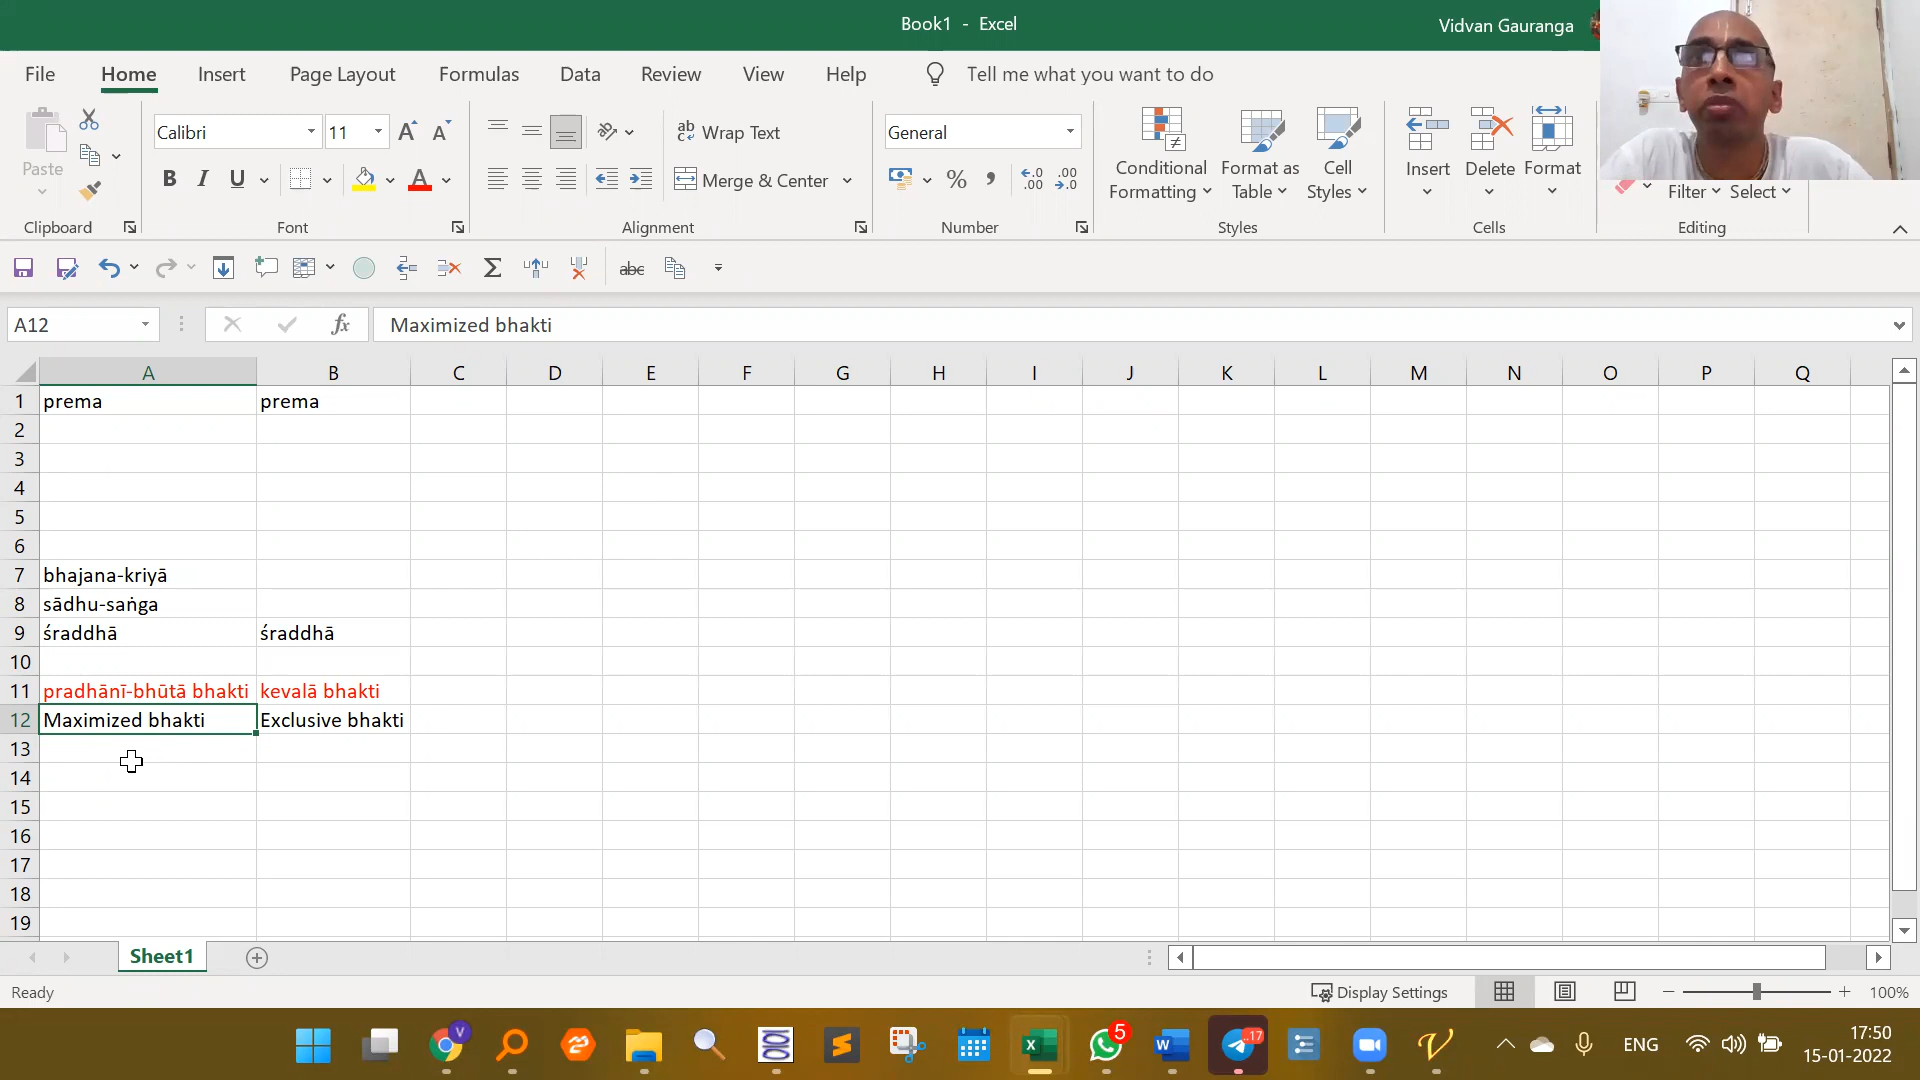 Book1 - Excel
Vidvan Gauranga
File Home Insert Page Layout Formulas Data Review View Help Tell me what you want to do
Paste
Calibri 11
Wrap Text
Merge & Center
General
Conditional Formatting
Format as Table
Cell Styles
Insert
Delete
Format
Filter
Select
Clipboard Font Alignment Number Styles Cells Editing
A12
Maximized bhakti
A B C D E F G H I J K L M N O P Q
1 prema prema
2
3
4
5
6
7 bhajana-kriyā
8 sādhu-saṅga
9 śraddhā śraddhā
10
11 pradhānī-bhūtā bhakti kevalā bhakti
12 Maximized bhakti Exclusive bhakti
13
14
15
16
17
18
19
Sheet1
Ready
Display Settings
100%
5
17
ENG
17:50
15-01-2022